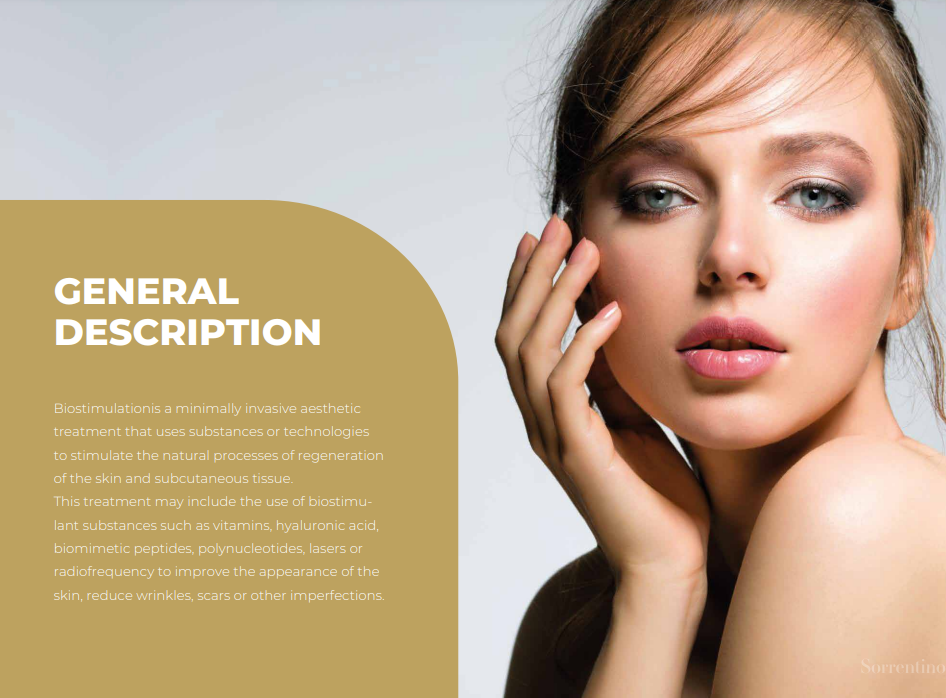 GENERAL
DESCRIPTION
Biostimulationis a minimally invasive aesthetic
treatment that uses substances or technologies
to stimulate the natural processes of regeneration
of the skin and subcutaneous tissue.
This treatment may include the use of biostimu-
lant substances such as vitamins, hyaluronic acid,
biomimetic peptides, polynucleotides, lasers or
radiofrequency to improve the appearance of the
skin, reduce wrinkles, scars or other imperfections.
Sorrentino